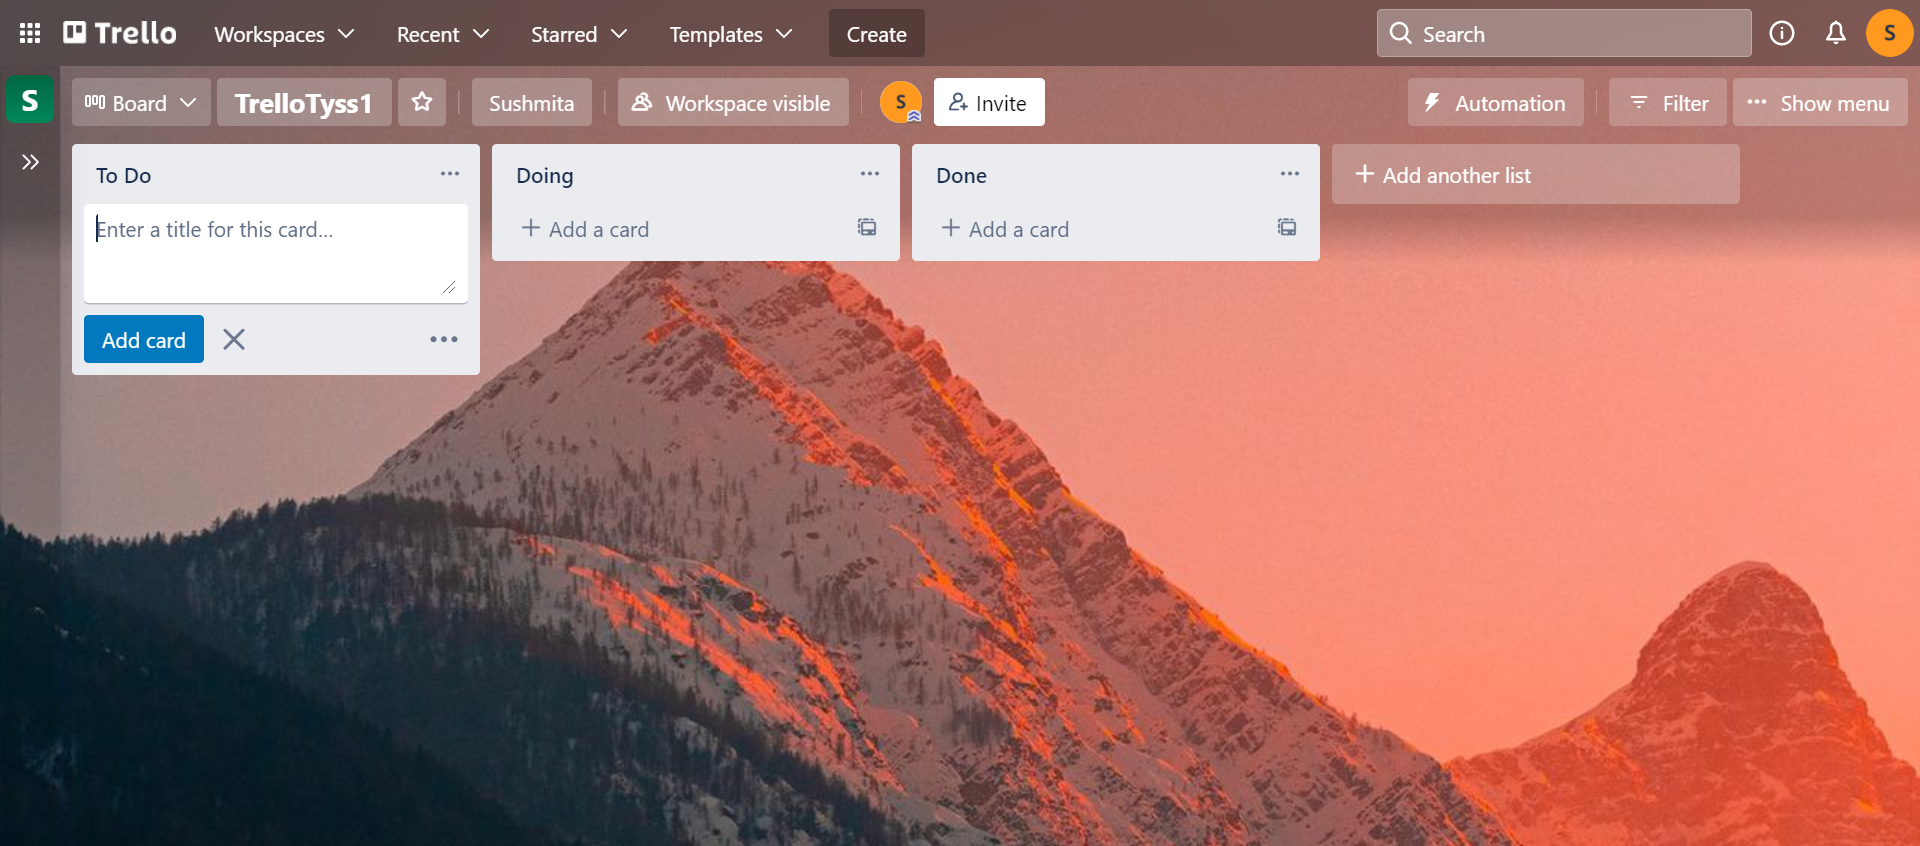 Trello Workspaces Recent Starred Templates Create Search S
S Board TrelloTyss1 Sushmita Workspace visible S Invite Automation Filter Show menu
To Do
Enter a title for this card...
Add card
Doing
Add a card
Done
Add a card
Add another list